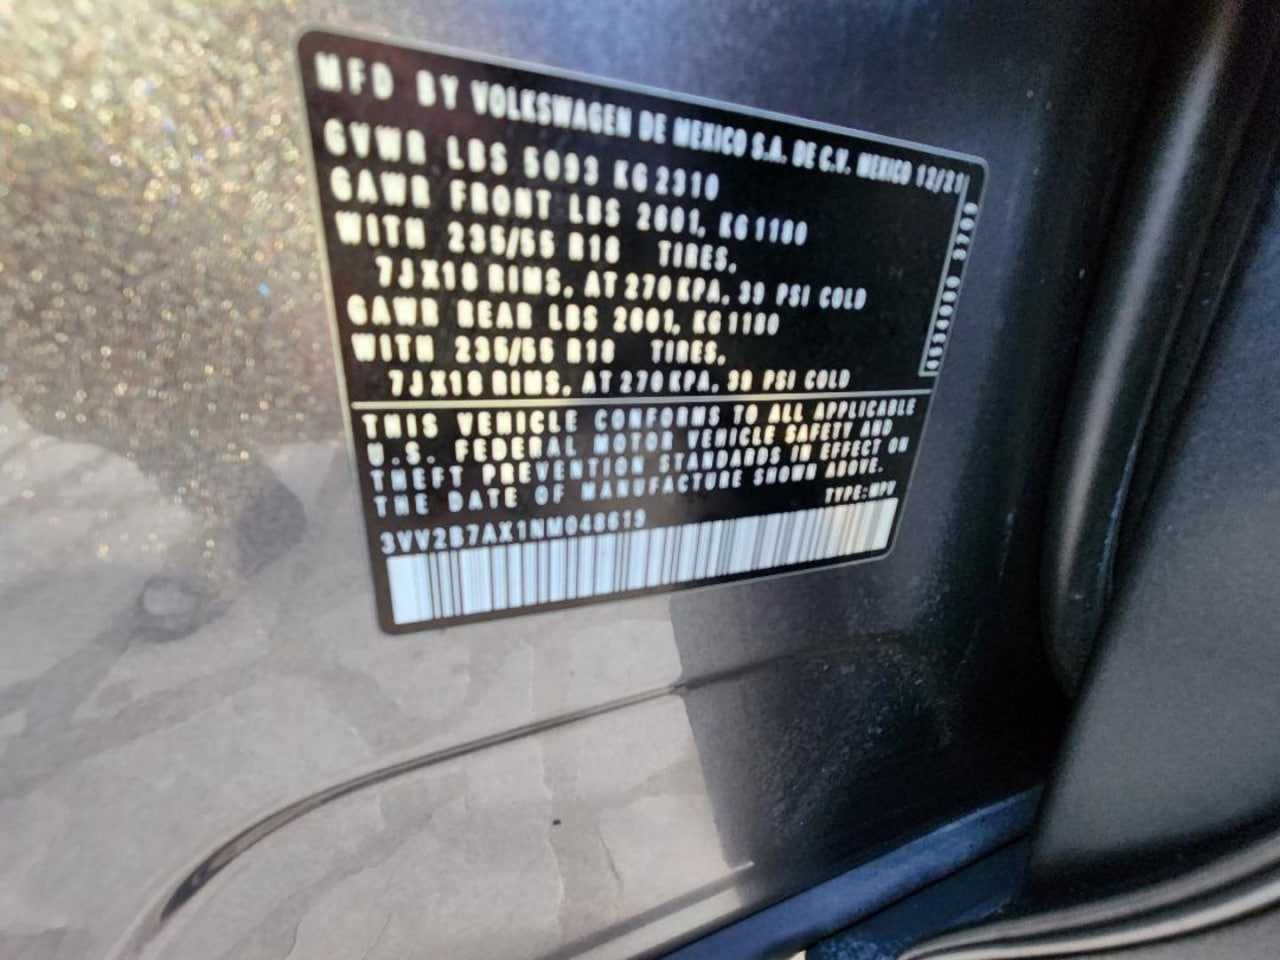 MFD BY VOLKSWAGEN DE MEXICO S.A. DE C.V. MEXICO 12/21
GVWR LBS 5093 KG 2310
GAWR FRONT LBS 2601, KG 1180
WITH 235/55 R18 TIRES,
7JX18 RIMS, AT 270 KPA, 39 PSI COLD
GAWR REAR LBS 2601, KG 1180
WITH 235/55 R18 TIRES,
7JX18 RIMS, AT 270 KPA, 39 PSI COLD
THIS VEHICLE CONFORMS TO ALL APPLICABLE
U.S. FEDERAL MOTOR VEHICLE SAFETY AND
THEFT PREVENTION STANDARDS IN EFFECT ON
THE DATE OF MANUFACTURE SHOWN ABOVE.
TYPE:MPV
3VV2B7AX1NM048619